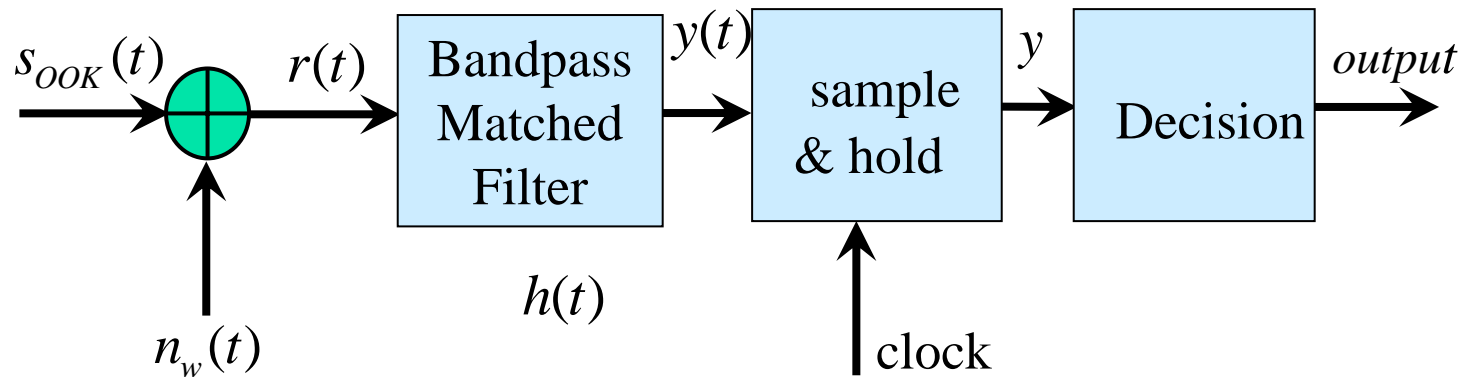 s_OOK(t)
r(t)
Bandpass
Matched
Filter
y(t)
sample
& hold
y
Decision
output
h(t)
n_w(t)
clock